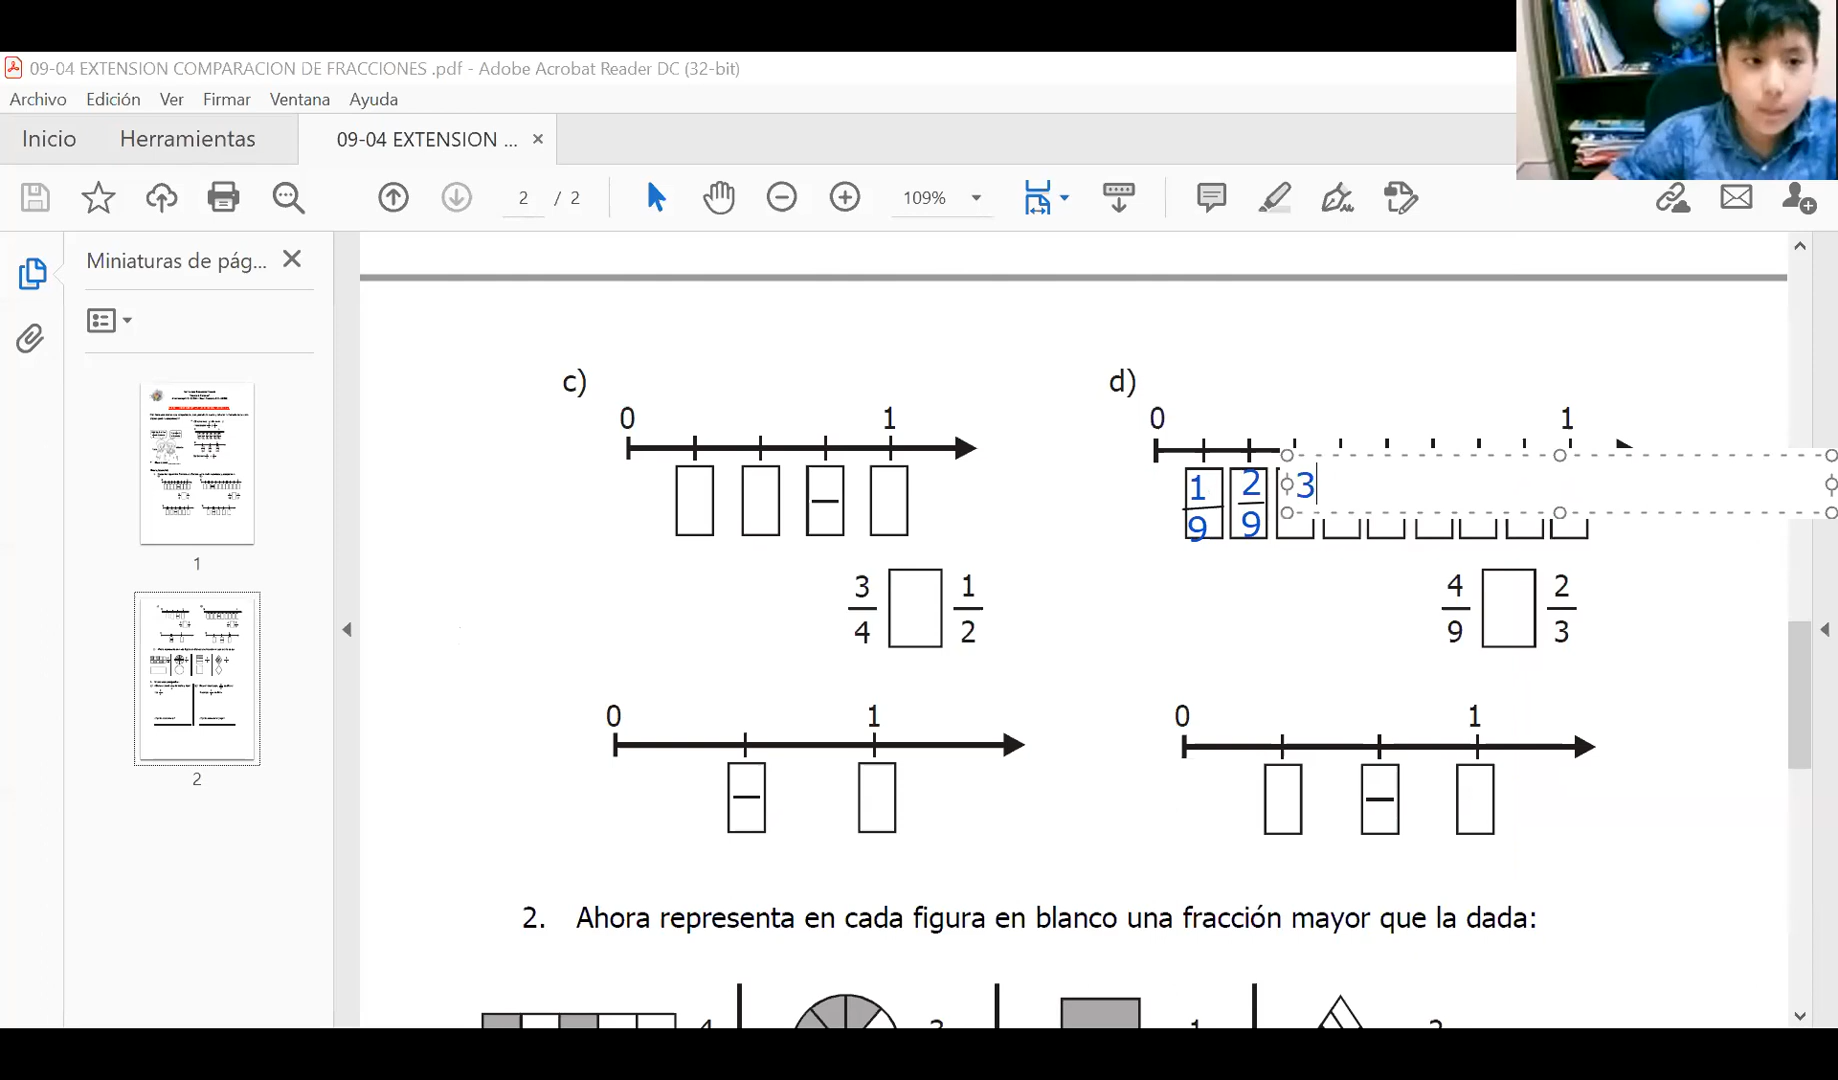 09-04 EXTENSION COMPARACION DE FRACCIONES .pdf - Adobe Acrobat Reader DC (32-bit)
Archivo Edición Ver Firmar Ventana Ayuda
Inicio Herramientas 09-04 EXTENSION ... ×
2 / 2 109%
Miniaturas de pág...
1
2
c) d)
0 1 0 1
1/9 2/9 3
3/4 1/2 4/9 2/3
0 1 0 1
2. Ahora representa en cada figura en blanco una fracción mayor que la dada: